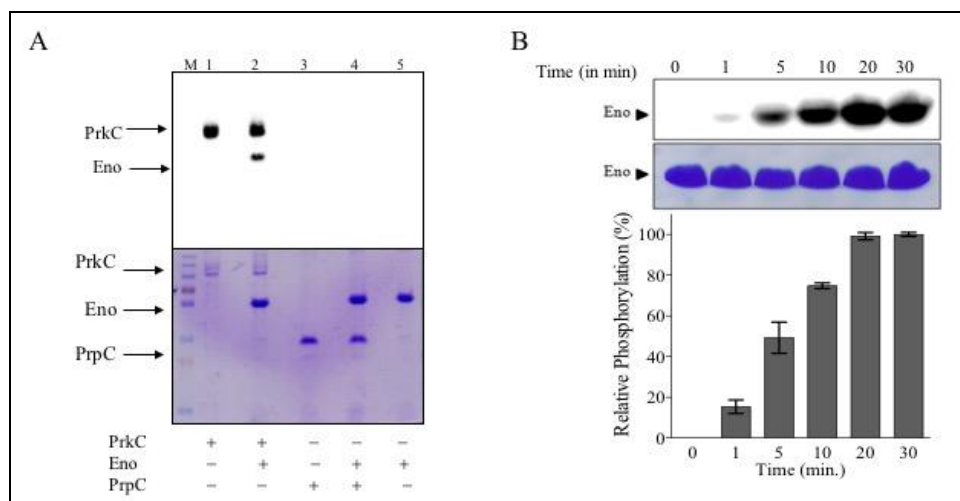 A
M 1 2 3 4 5
PrkC
Eno
PrkC
Eno
PrpC
PrkC + + – – –
Eno – + – + +
PrpC – – + + –
B
Time (in min) 0 1 5 10 20 30
Eno
Eno
Relative Phosphorylation (%)
100
80
60
40
20
0
0 1 5 10 20 30
Time (min.)